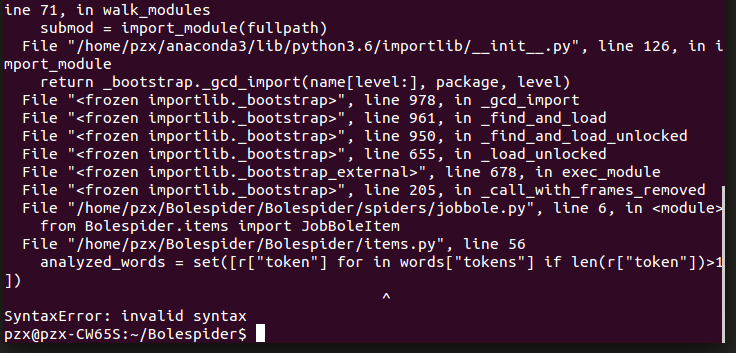 ine 71, in walk_modules
    submod = import_module(fullpath)
  File "/home/pzx/anaconda3/lib/python3.6/importlib/__init__.py", line 126, in i
mport_module
    return _bootstrap._gcd_import(name[level:], package, level)
  File "<frozen importlib._bootstrap>", line 978, in _gcd_import
  File "<frozen importlib._bootstrap>", line 961, in _find_and_load
  File "<frozen importlib._bootstrap>", line 950, in _find_and_load_unlocked
  File "<frozen importlib._bootstrap>", line 655, in _load_unlocked
  File "<frozen importlib._bootstrap_external>", line 678, in exec_module
  File "<frozen importlib._bootstrap>", line 205, in _call_with_frames_removed
  File "/home/pzx/Bolespider/Bolespider/spiders/jobbole.py", line 6, in <module>
    from Bolespider.items import JobBoleItem
  File "/home/pzx/Bolespider/Bolespider/items.py", line 56
    analyzed_words = set([r["token"] for in words["tokens"] if len(r["token"])>1
])
                                          ^
SyntaxError: invalid syntax
pzx@pzx-CW65S:~/Bolespider$